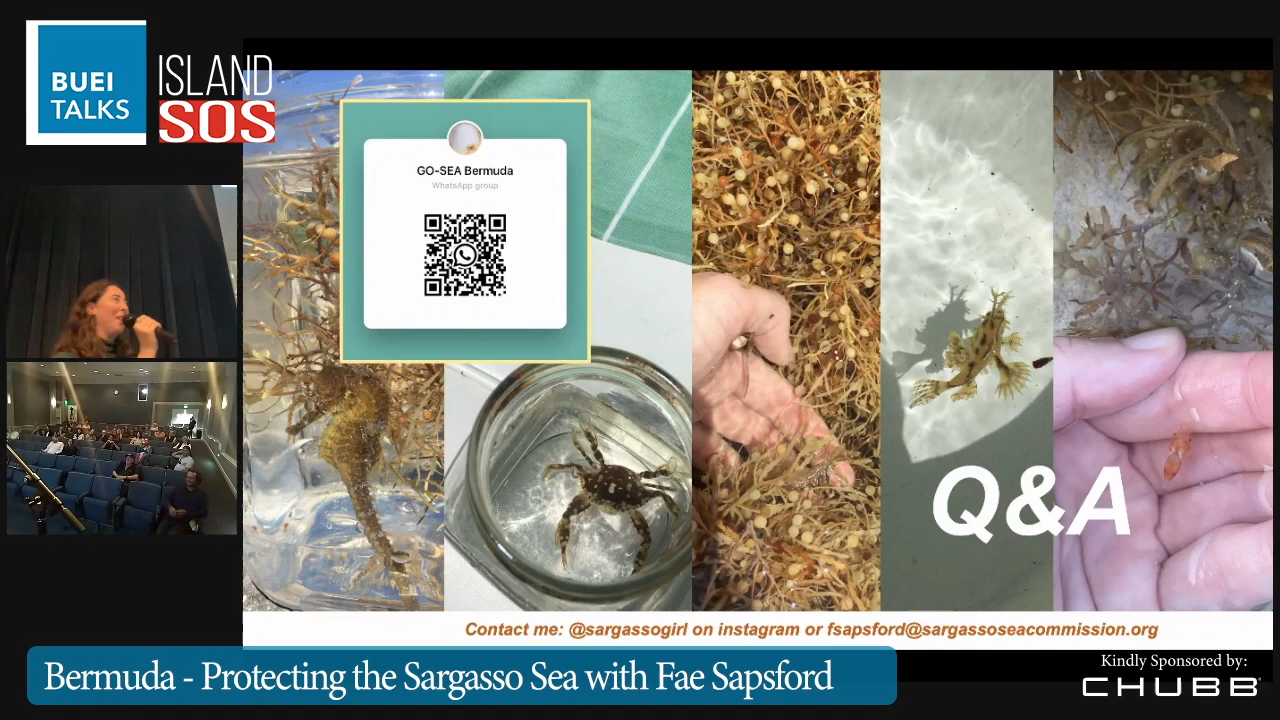 BUEI
TALKS
ISLAND
SOS
GO-SEA Bermuda
WhatsApp group
Q&A
Contact me: @sargassogirl on instagram or fsapsford@sargassoseacommission.org
Bermuda - Protecting the Sargasso Sea with Fae Sapsford
Kindly Sponsored by:
CHUBB